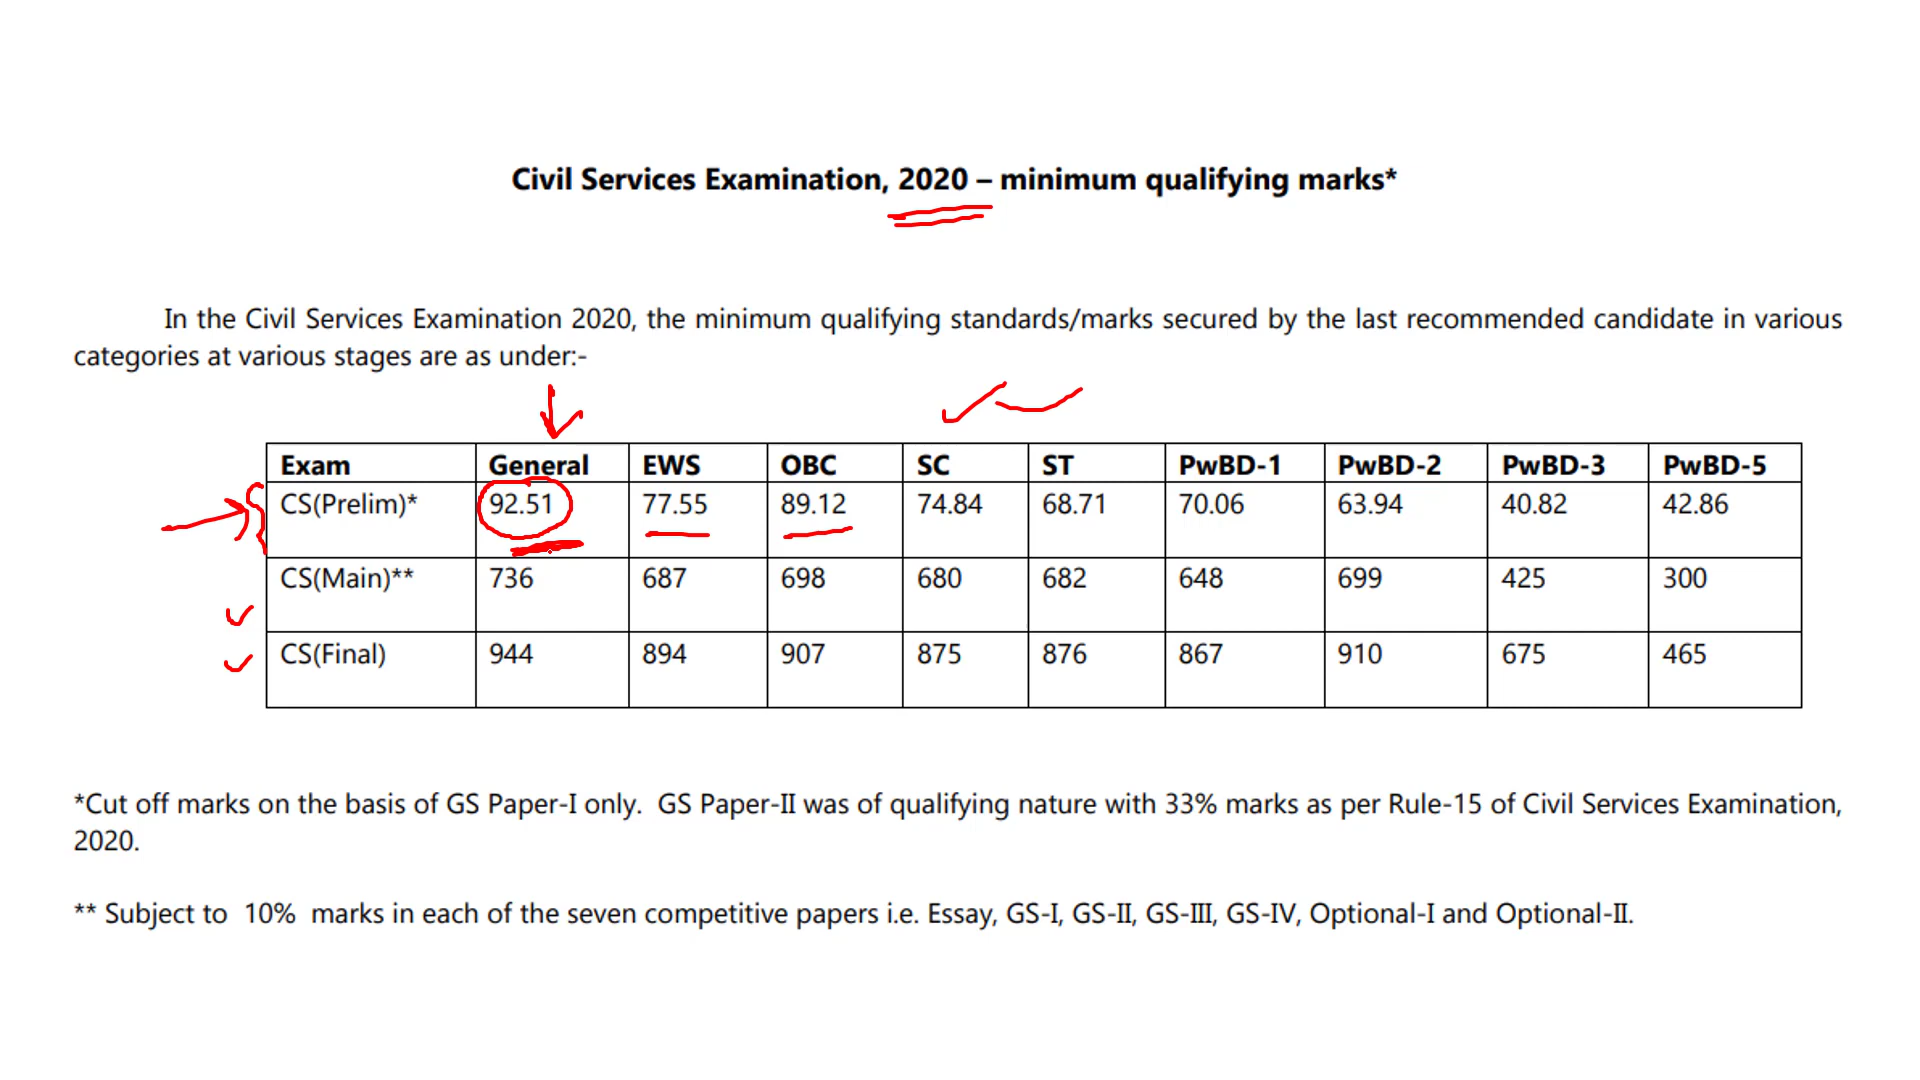 Civil Services Examination, 2020 – minimum qualifying marks*
In the Civil Services Examination 2020, the minimum qualifying standards/marks secured by the last recommended candidate in various
categories at various stages are as under:-
Exam General EWS OBC SC ST PwBD-1 PwBD-2 PwBD-3 PwBD-5
CS(Prelim)* 92.51 77.55 89.12 74.84 68.71 70.06 63.94 40.82 42.86
CS(Main)** 736 687 698 680 682 648 699 425 300
CS(Final) 944 894 907 875 876 867 910 675 465
*Cut off marks on the basis of GS Paper-I only. GS Paper-II was of qualifying nature with 33% marks as per Rule-15 of Civil Services Examination,
2020.
** Subject to 10% marks in each of the seven competitive papers i.e. Essay, GS-I, GS-II, GS-III, GS-IV, Optional-I and Optional-II.